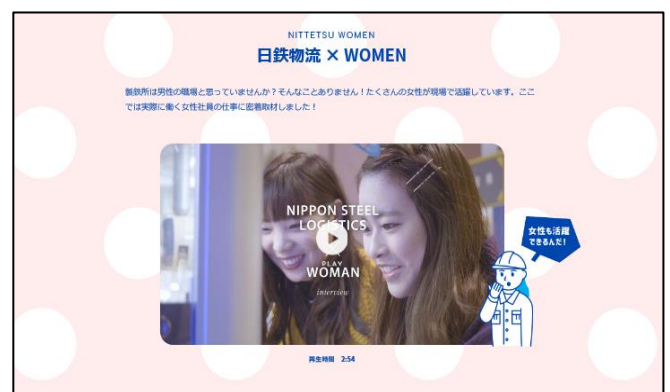 NITTETSU WOMEN
日鉄物流 × WOMEN
製鉄所は男性の職場と思っていませんか？そんなことありません！たくさんの女性が現場で活躍しています。ここ
では実際に働く女性社員の仕事に密着取材しました！
NIPPON STEEL
LOGISTICS
PLAY
WOMAN
interview
女性も活躍
できるんだ！
再生時間 2:54